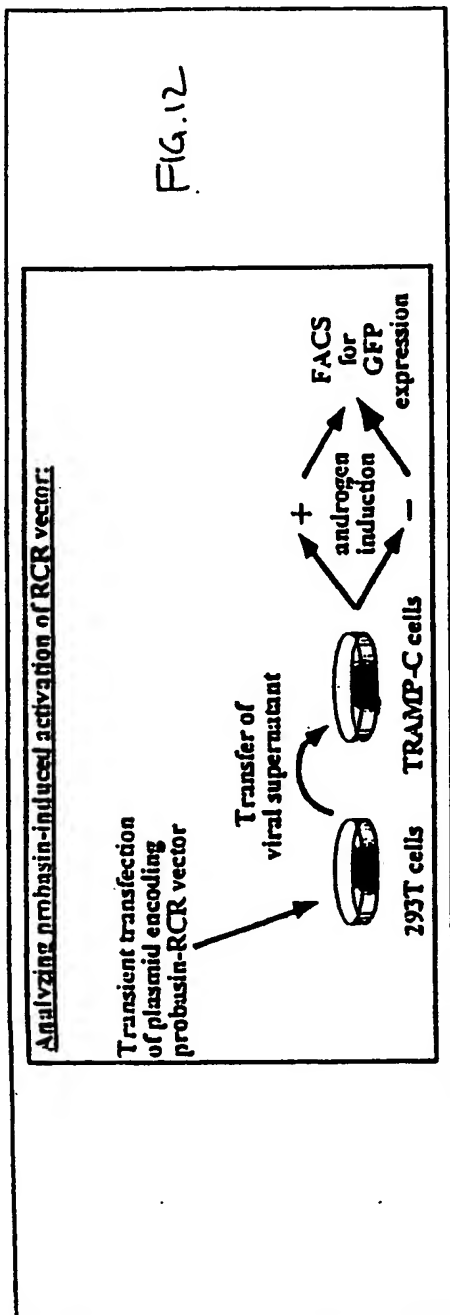 Analyzing probasin-induced activation of RCR vector:
Transient transfection
of plasmid encoding
probasin-RCR vector
Transfer of
viral supernatant
293T cells
TRAMP-C cells
+
androgen
induction
–
FACS
for
GFP
expression
FIG.12